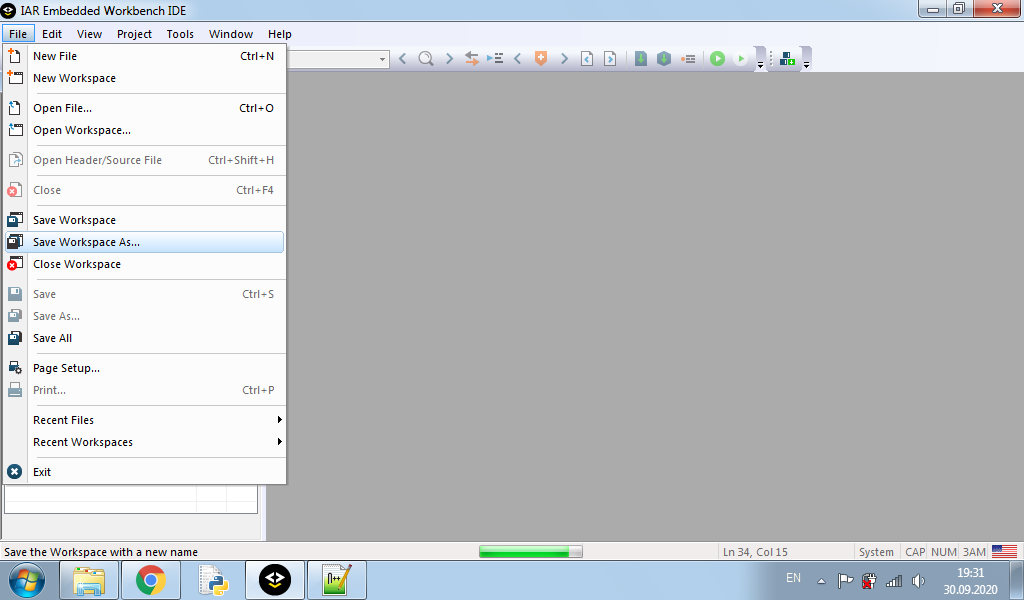 IAR Embedded Workbench IDE
File Edit View Project Tools Window Help
New File Ctrl+N
New Workspace
Open File... Ctrl+O
Open Workspace...
Open Header/Source File Ctrl+Shift+H
Close Ctrl+F4
Save Workspace
Save Workspace As...
Close Workspace
Save Ctrl+S
Save As...
Save All
Page Setup...
Print... Ctrl+P
Recent Files
Recent Workspaces
Exit
Save the Workspace with a new name Ln 34, Col 15 System CAP NUM ЗАМ
EN 19:31
30.09.2020